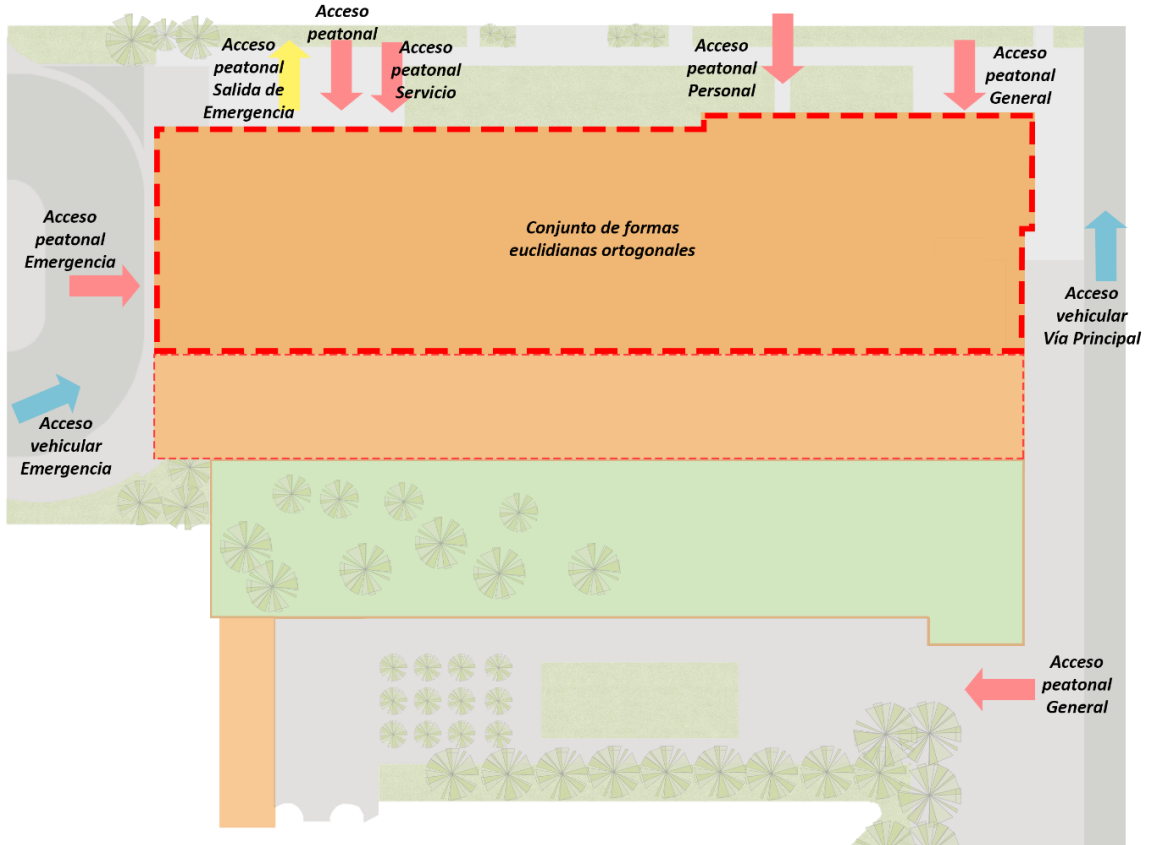 Acceso
peatonal
Acceso
peatonal
Salida de
Emergencia
Acceso
peatonal
Servicio
Acceso
peatonal
Personal
Acceso
peatonal
General
Acceso
peatonal
Emergencia
Conjunto de formas
euclidianas ortogonales
Acceso
vehicular
Vía Principal
Acceso
vehicular
Emergencia
Acceso
peatonal
General